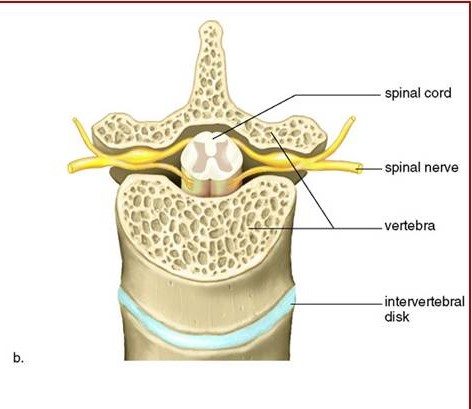 spinal cord
spinal nerve
vertebra
intervertebral
disk
b.